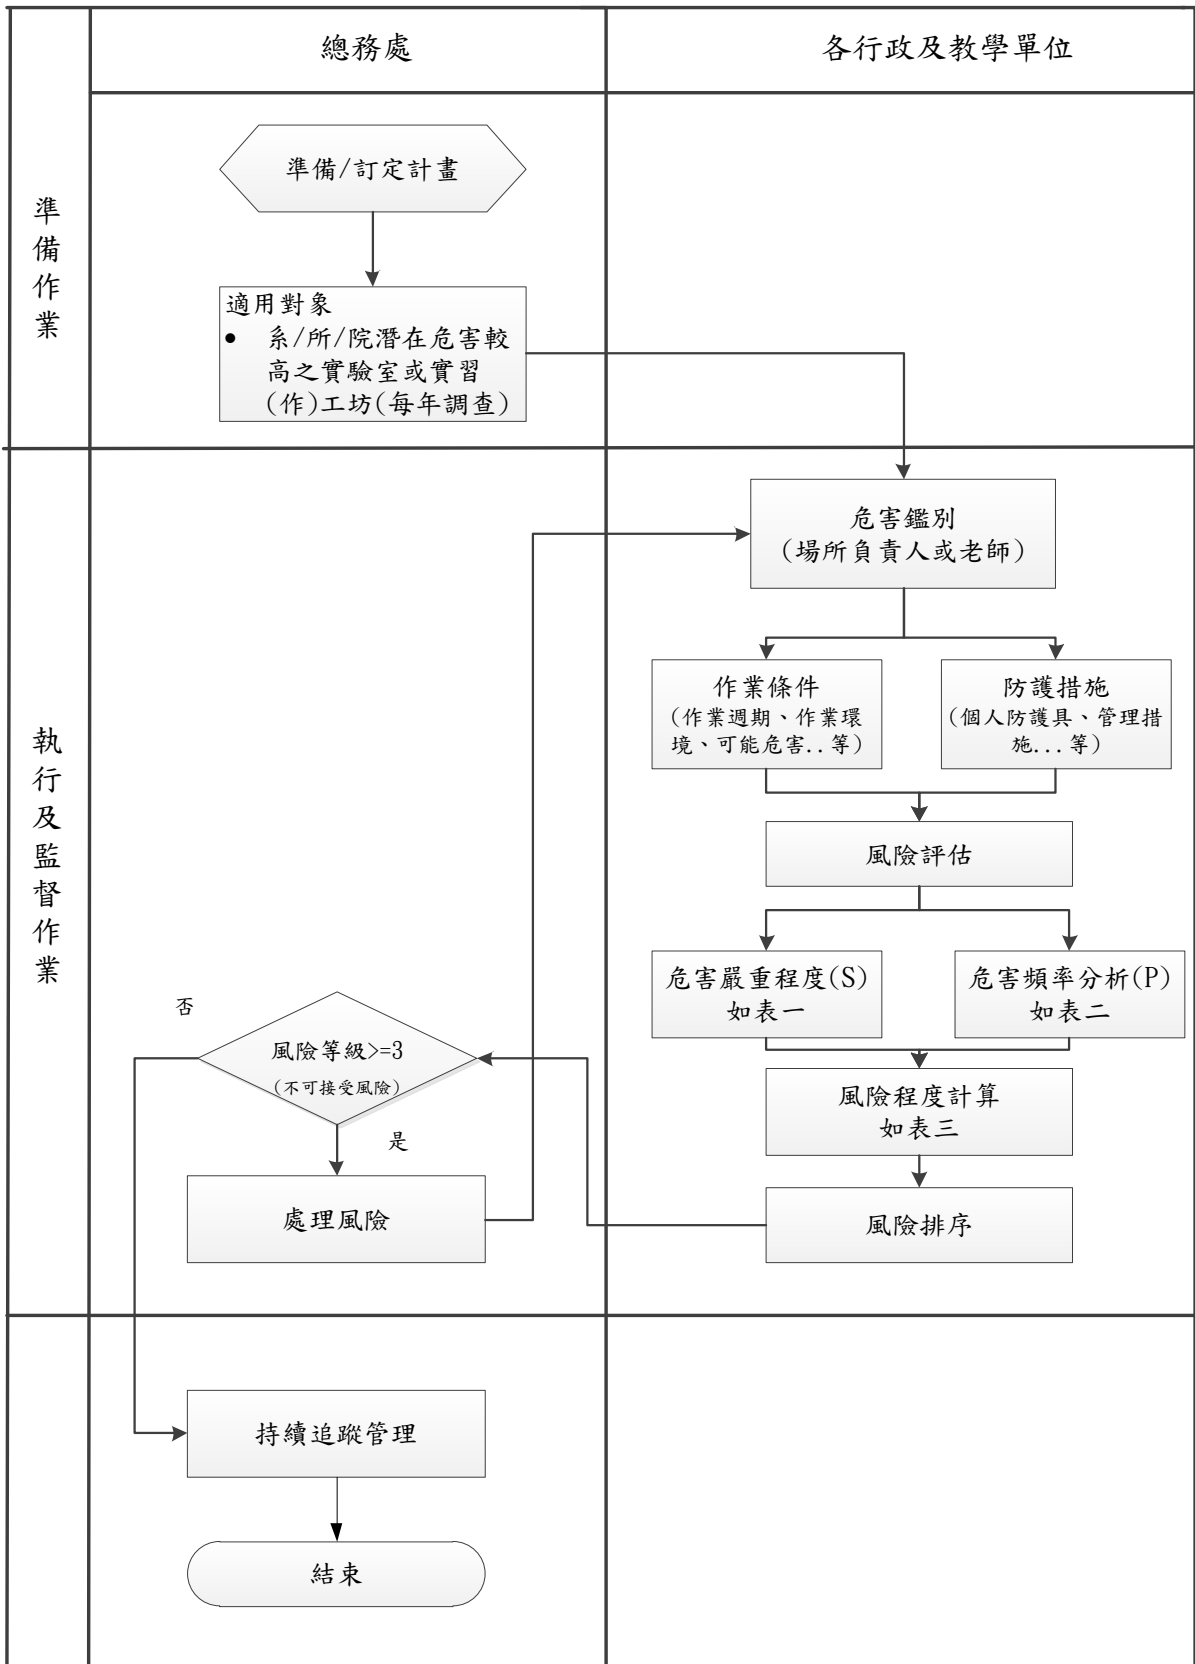 總務處
各行政及教學單位
準備作業
準備/訂定計畫
適用對象
• 系/所/院潛在危害較
高之實驗室或實習
(作)工坊(每年調查)
執行及監督作業
危害鑑別
(場所負責人或老師)
作業條件
(作業週期、作業環
境、可能危害..等)
防護措施
(個人防護具、管理措
施...等)
風險評估
危害嚴重程度(S)
如表一
危害頻率分析(P)
如表二
風險程度計算
如表三
風險排序
否
風險等級>=3
(不可接受風險)
是
處理風險
持續追蹤管理
結束